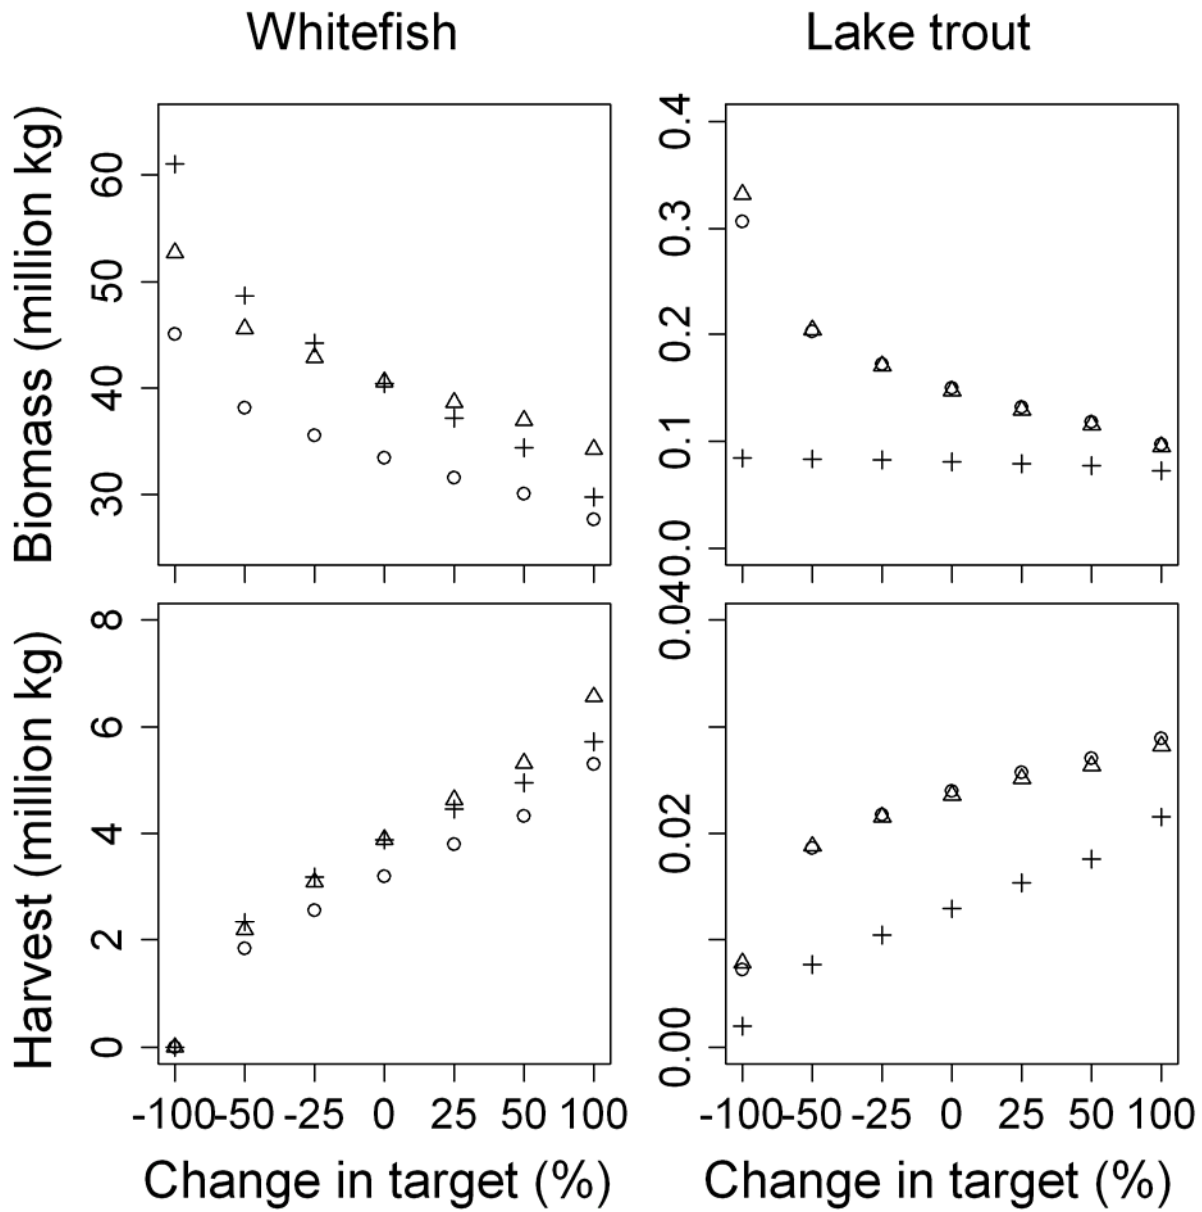 Whitefish
Lake trout
Biomass (million kg)
60
50
40
30
0.4
0.3
0.2
0.1
0.0
Harvest (million kg)
8
6
4
2
0
0.04
0.02
0.00
-100 -50 -25 0 25 50 100
-100 -50 -25 0 25 50 100
Change in target (%)
Change in target (%)